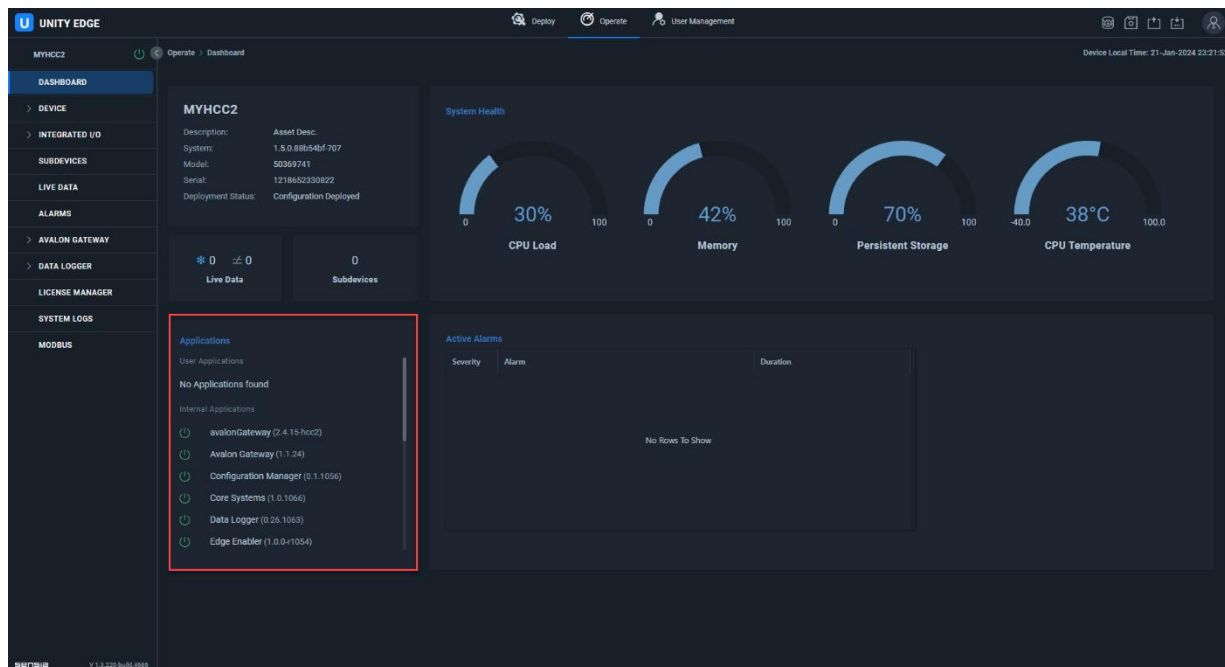 UNITY EDGE
Deploy
Operate
User Management
MYHCC2
Operate > Dashboard
Device Local Time: 21-Jan-2024 23:21:5
DASHBOARD
DEVICE
INTEGRATED I/O
SUBDEVICES
LIVE DATA
ALARMS
AVALON GATEWAY
DATA LOGGER
LICENSE MANAGER
SYSTEM LOGS
MODBUS
MYHCC2
Description: Asset Desc.
System: 1.5.0.88b54bf-707
Model: 50369741
Serial: 1218652330822
Deployment Status: Configuration Deployed
0 0
Live Data
0
Subdevices
System Health
30%
0 100
CPU Load
42%
0 100
Memory
70%
0 100
Persistent Storage
38°C
-40.0 100.0
CPU Temperature
Applications
User Applications
No Applications found
Internal Applications
avalonGateway (2.4.15-hcc2)
Avalon Gateway (1.1.24)
Configuration Manager (0.1.1056)
Core Systems (1.0.1066)
Data Logger (0.26.1063)
Edge Enabler (1.0.0-r1054)
Active Alarms
Severity Alarm Duration
No Rows To Show
V 1.3.220-build.4686